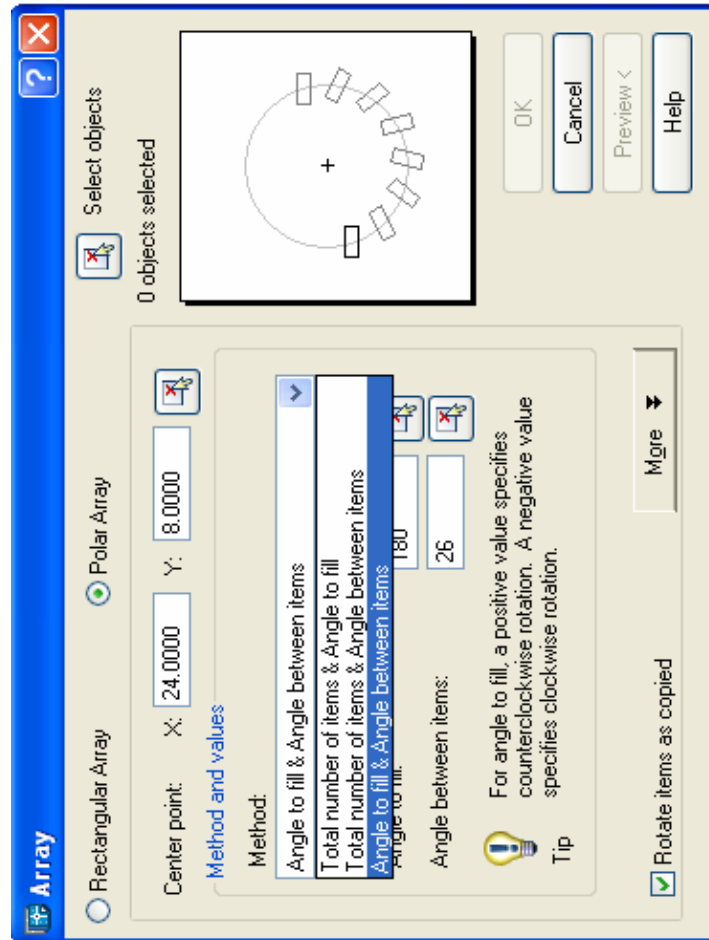 Array
Rectangular Array
Polar Array
Select objects
Center point: X: 24.0000 Y: 8.0000
0 objects selected
Method and values
Method:
Angle to fill & Angle between items
Total number of items & Angle to fill
Total number of items & Angle between items
Angle to fill & Angle between items
Angle to fill: 180
Angle between items: 26
Tip
For angle to fill, a positive value specifies
counterclockwise rotation. A negative value
specifies clockwise rotation.
Rotate items as copied
More
OK
Cancel
Preview <
Help